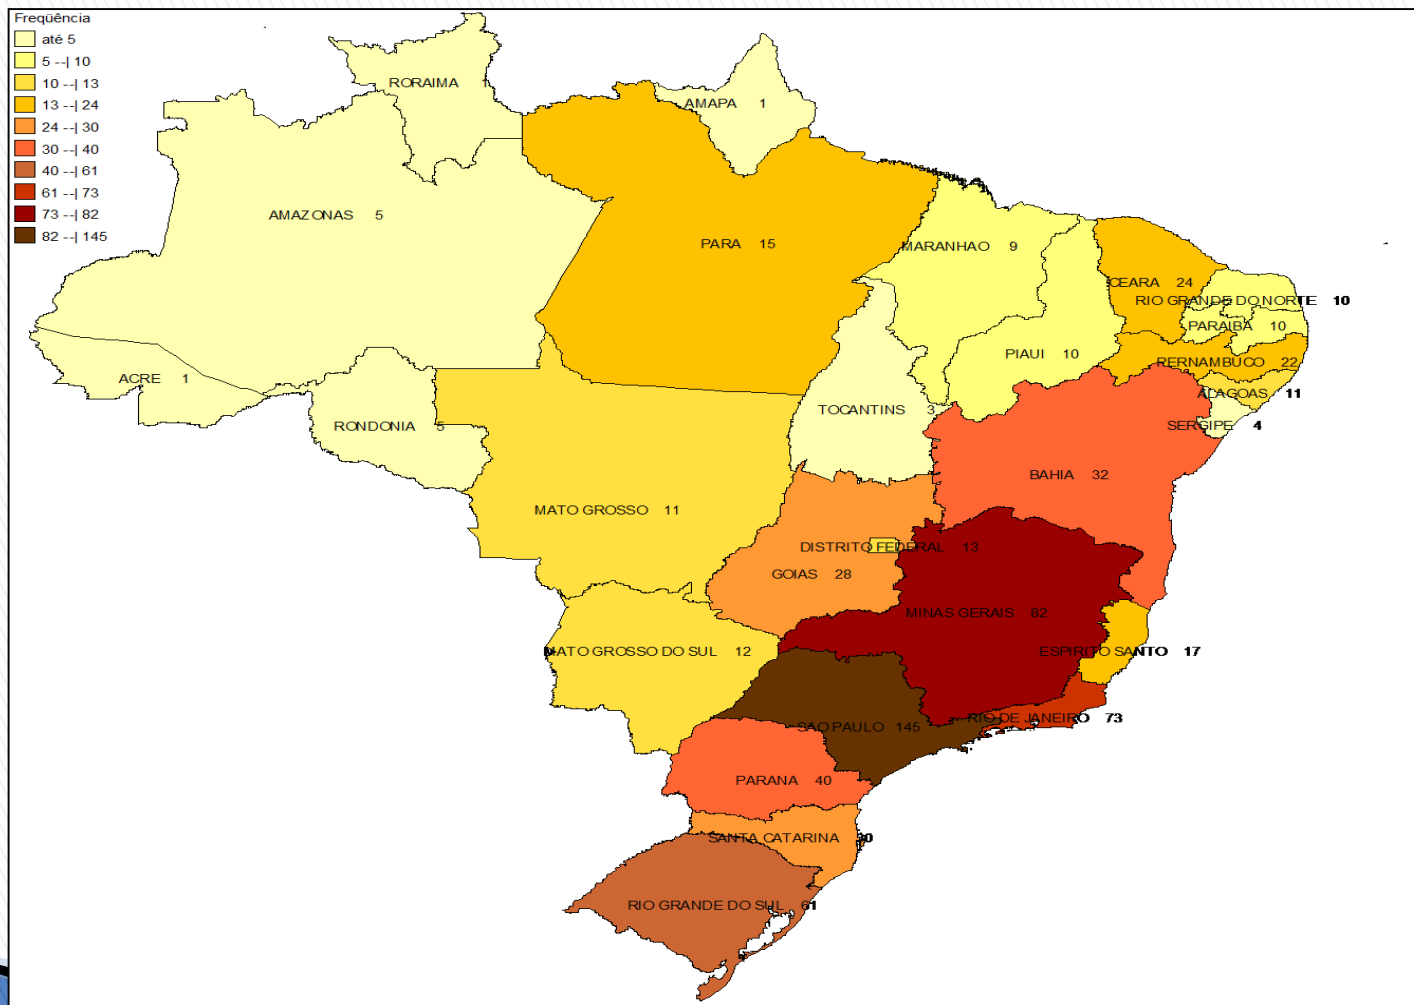 Freqüência
até 5
5 --| 10
10 --| 13
13 --| 24
24 --| 30
30 --| 40
40 --| 61
61 --| 73
73 --| 82
82 --| 145
RORAIMA
AMAPA 1
AMAZONAS 5
PARA 15
MARANHAO 9
CEARA 24
RIO GRANDE DO NORTE 10
PARAIBA 10
PIAUI 10
PERNAMBUCO 22
ACRE 1
ALAGOAS 11
TOCANTINS 3
RONDONIA 5
SERGIPE 4
BAHIA 32
MATO GROSSO 11
DISTRITO FEDERAL 13
GOIAS 28
MINAS GERAIS 82
MATO GROSSO DO SUL 12
ESPIRITO SANTO 17
RIO DE JANEIRO 73
SAO PAULO 145
PARANA 40
SANTA CATARINA 30
RIO GRANDE DO SUL 61